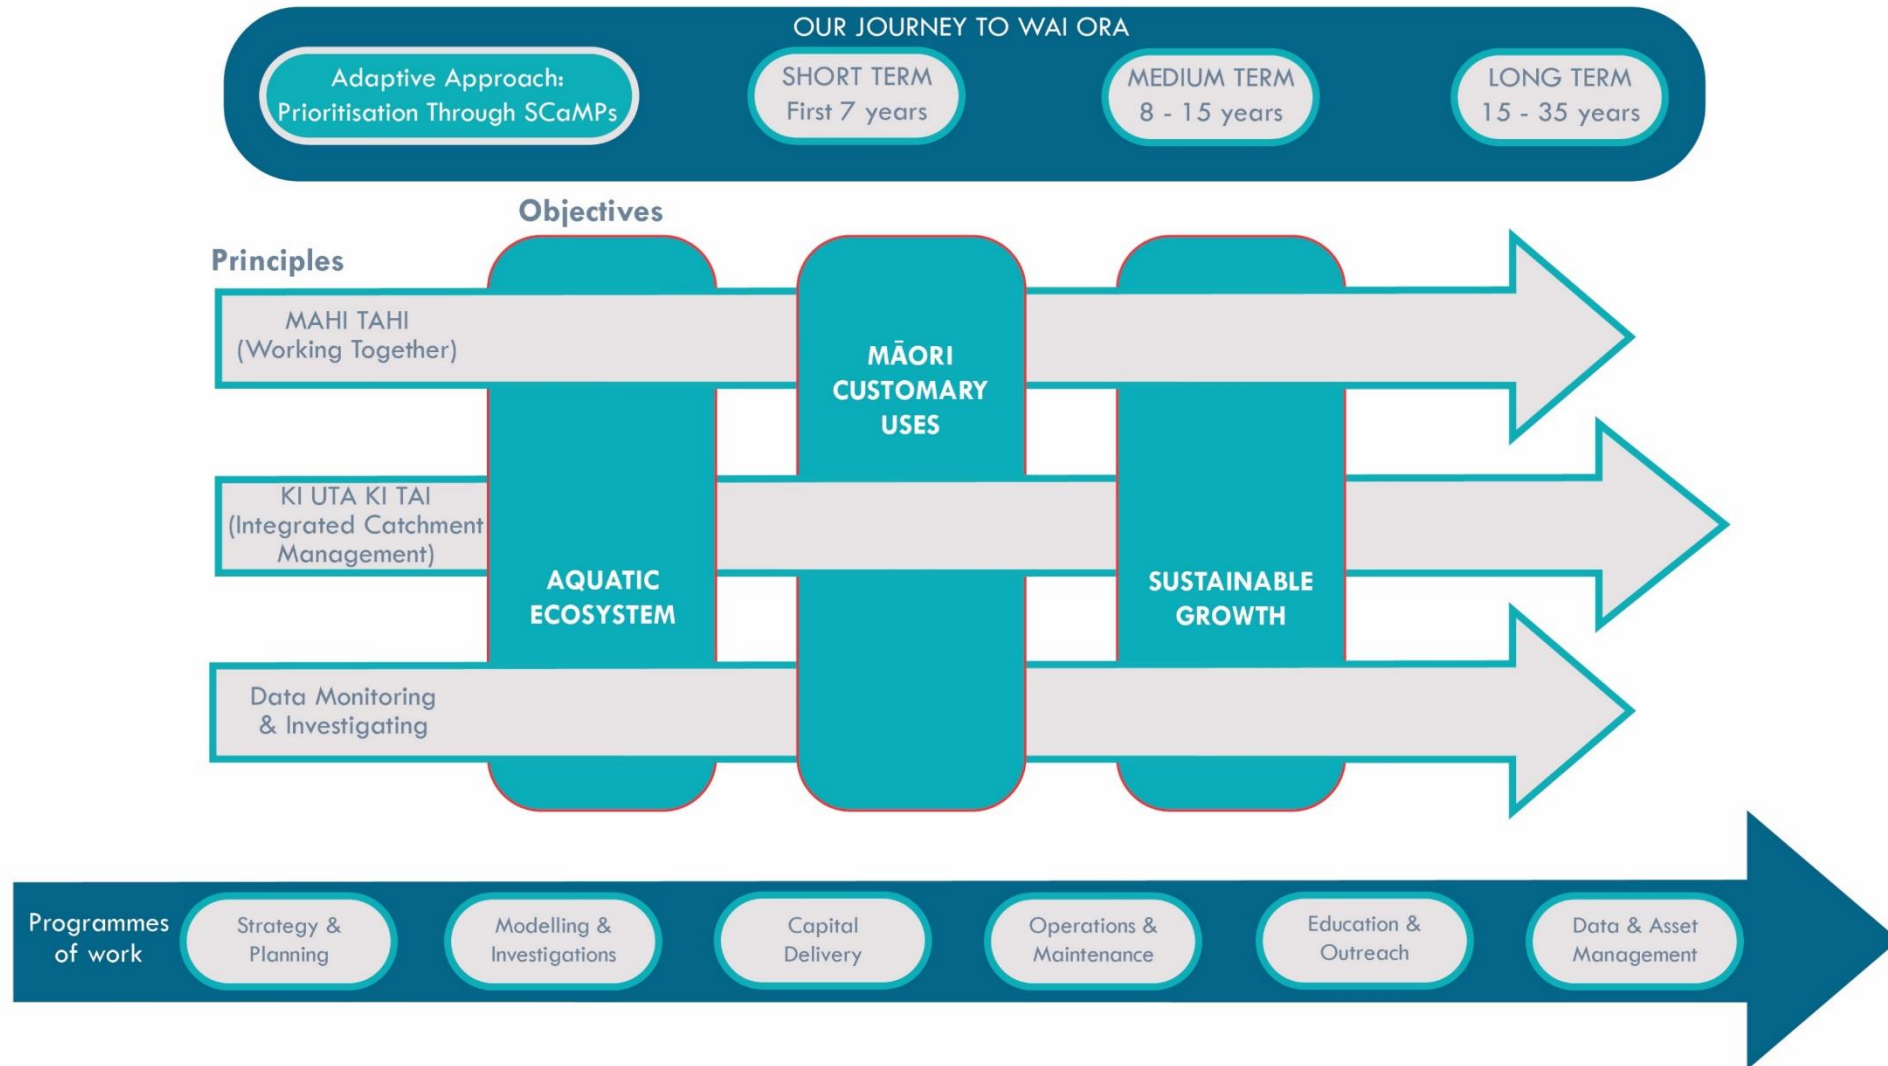 OUR JOURNEY TO WAI ORA
Adaptive Approach:
Prioritisation Through SCaMPs
SHORT TERM
First 7 years
MEDIUM TERM
8 - 15 years
LONG TERM
15 - 35 years
Objectives
Principles
MAHI TAHI
(Working Together)
KI UTA KI TAI
(Integrated Catchment
Management)
Data Monitoring
& Investigating
AQUATIC
ECOSYSTEM
MĀORI
CUSTOMARY
USES
SUSTAINABLE
GROWTH
Programmes
of work
Strategy &
Planning
Modelling &
Investigations
Capital
Delivery
Operations &
Maintenance
Education &
Outreach
Data & Asset
Management